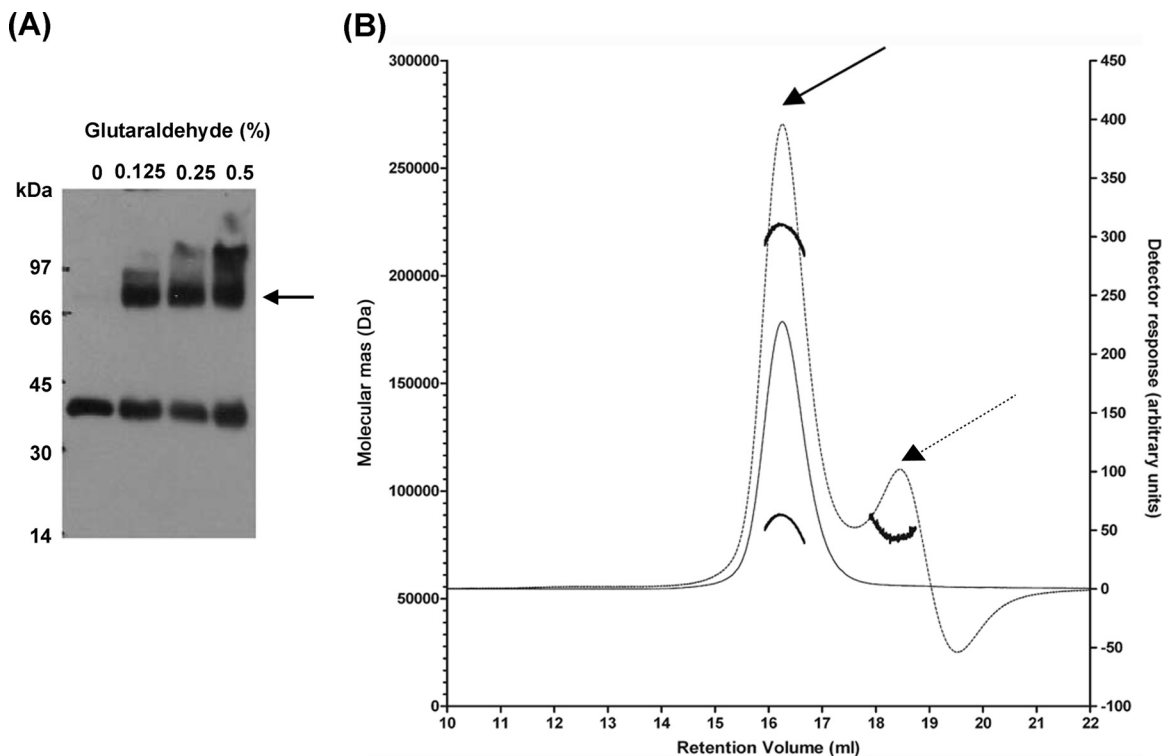 (A)
Glutaraldehyde (%)
0 0.125 0.25 0.5
kDa
97
66
45
30
14
(B)
300000
250000
200000
150000
100000
50000
0
Molecular mas (Da)
450
400
350
300
250
200
150
100
50
0
-50
-100
Detector response (arbitrary units)
10 11 12 13 14 15 16 17 18 19 20 21 22
Retention Volume (ml)